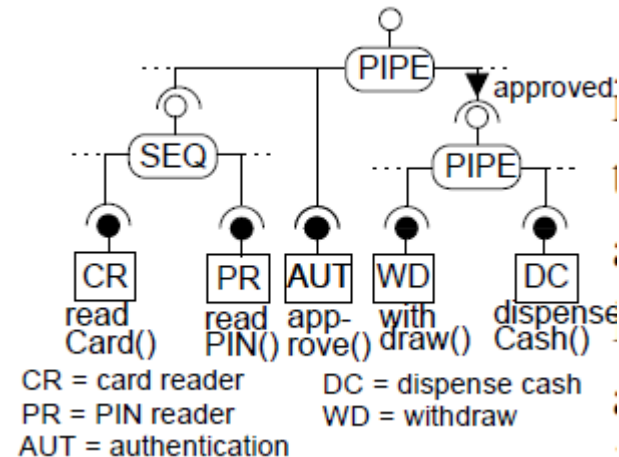 PIPE
approved
SEQ
PIPE
CR PR AUT WD DC
read read app- with dispense
Card() PIN() rove() draw() Cash()
CR = card reader DC = dispense cash
PR = PIN reader WD = withdraw
AUT = authentication